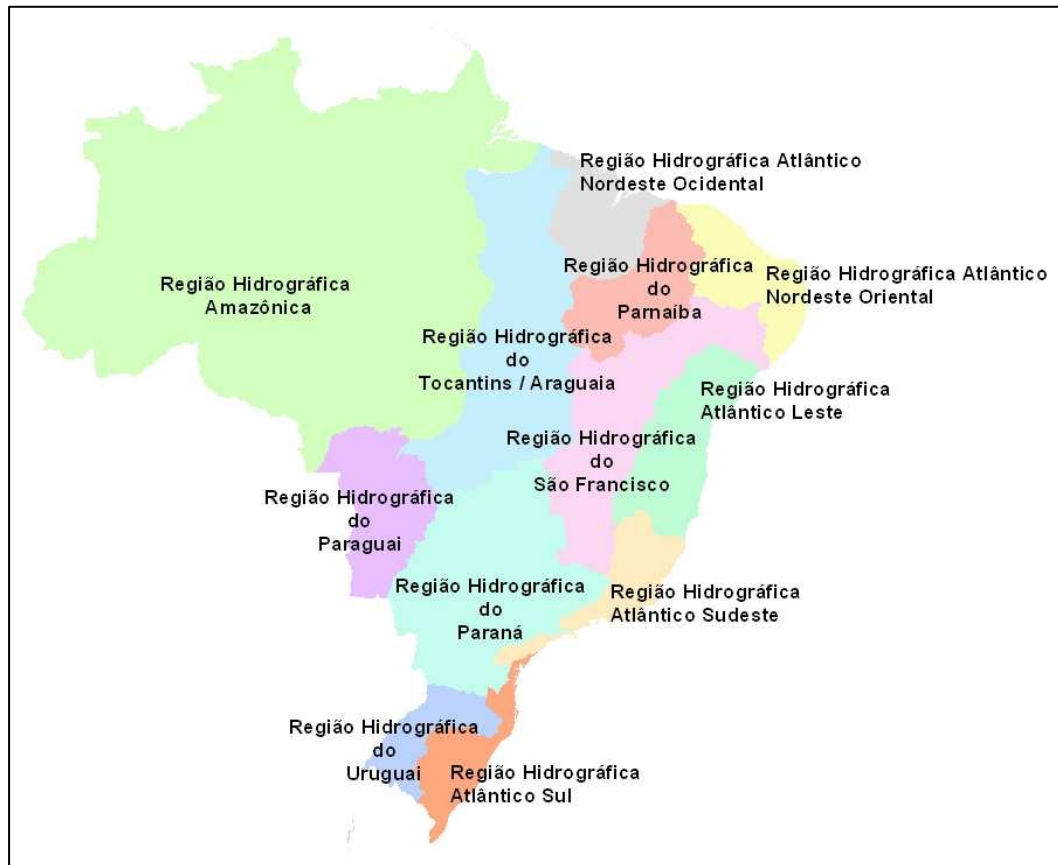 Região Hidrográfica Atlântico
Nordeste Ocidental
Região Hidrográfica
do
Parnaíba
Região Hidrográfica Atlântico
Nordeste Oriental
Região Hidrográfica
Amazônica
Região Hidrográfica
do
Tocantins / Araguaia
Região Hidrográfica
Atlântico Leste
Região Hidrográfica
do
São Francisco
Região Hidrográfica
do
Paraguai
Região Hidrográfica
do
Paraná
Região Hidrográfica
Atlântico Sudeste
Região Hidrográfica
do
Uruguai
Região Hidrográfica
Atlântico Sul